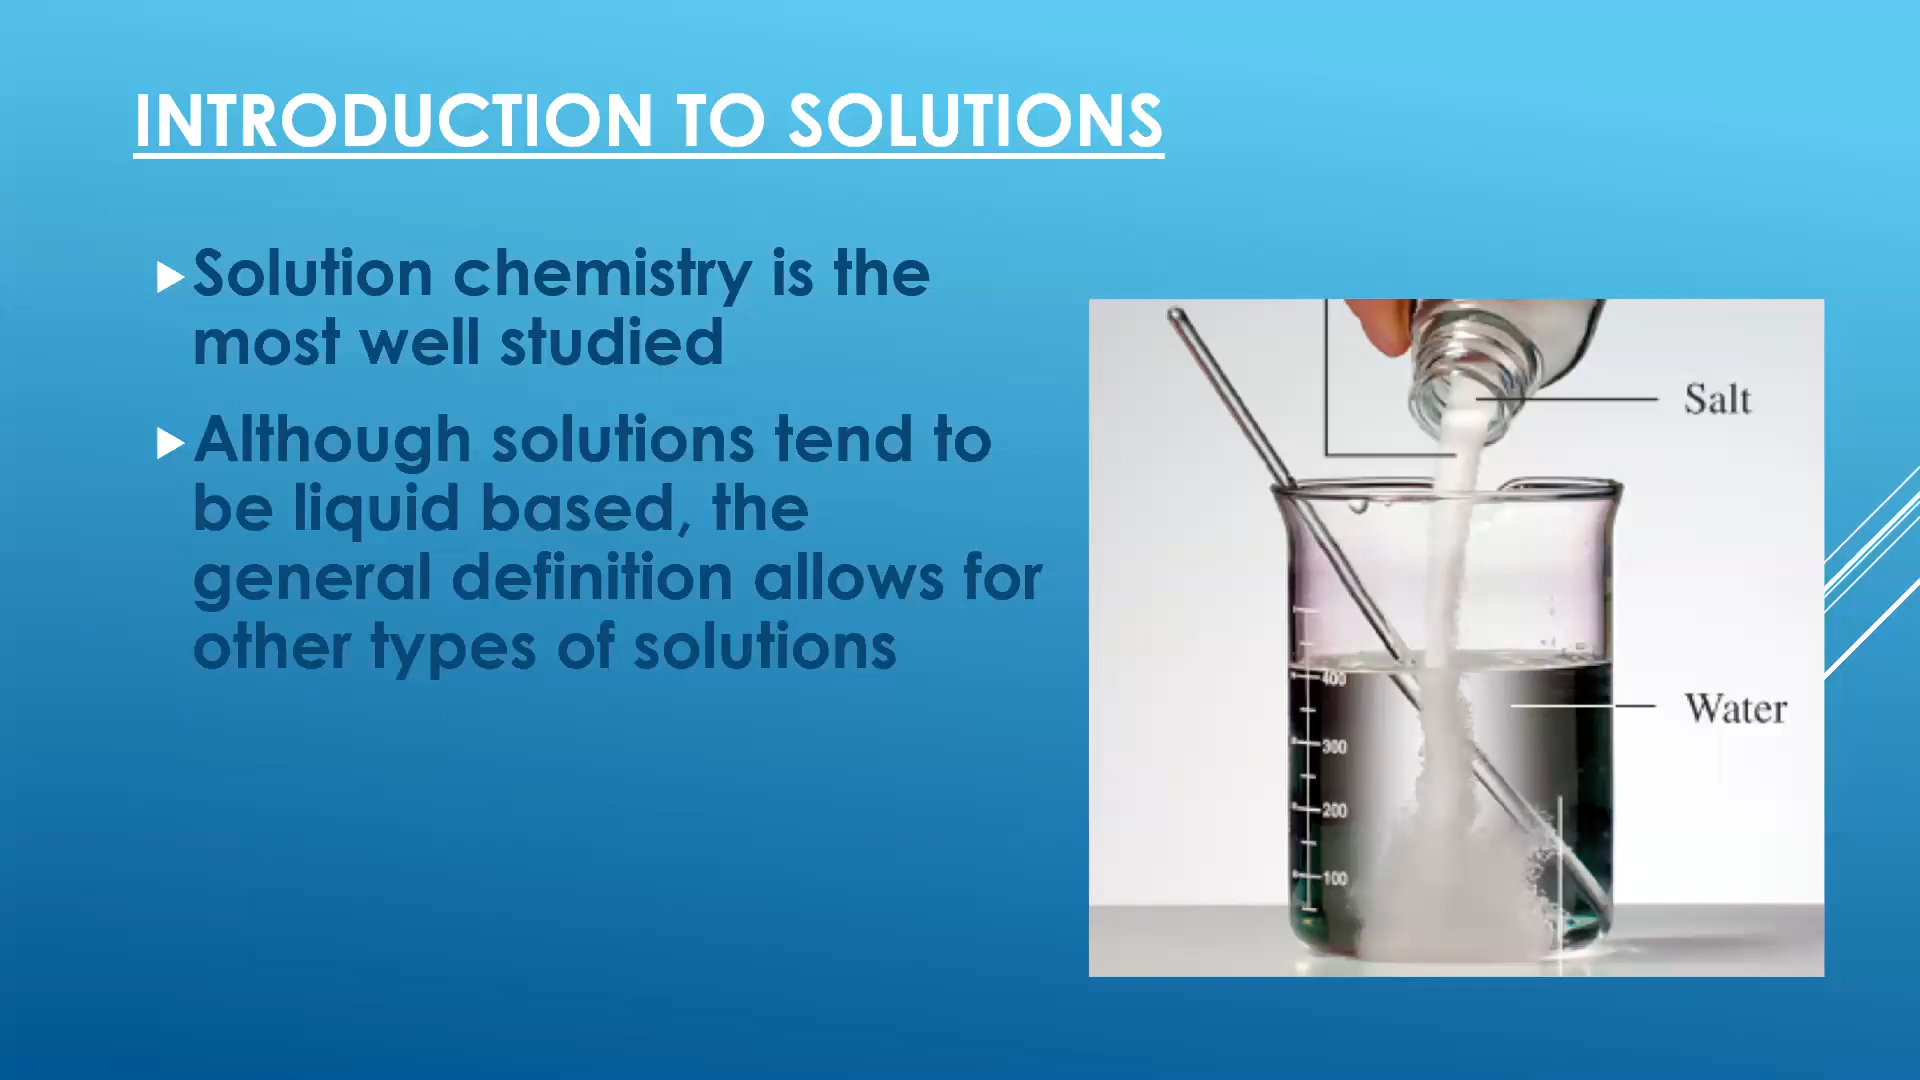 INTRODUCTION TO SOLUTIONS
Solution chemistry is the
most well studied
Although solutions tend to
be liquid based, the
general definition allows for
other types of solutions
Salt
Water
400
300
200
100